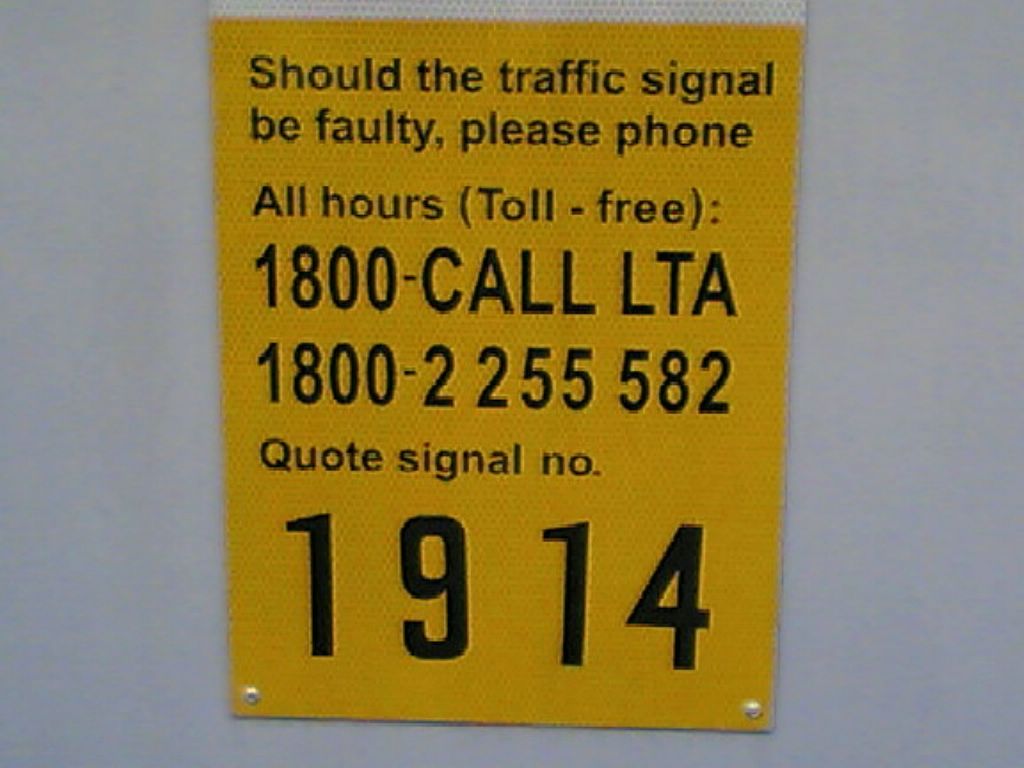 Should the traffic signal
be faulty, please phone
All hours (Toll - free):
1800-CALL LTA
1800-2 255 582
Quote signal no.
1914